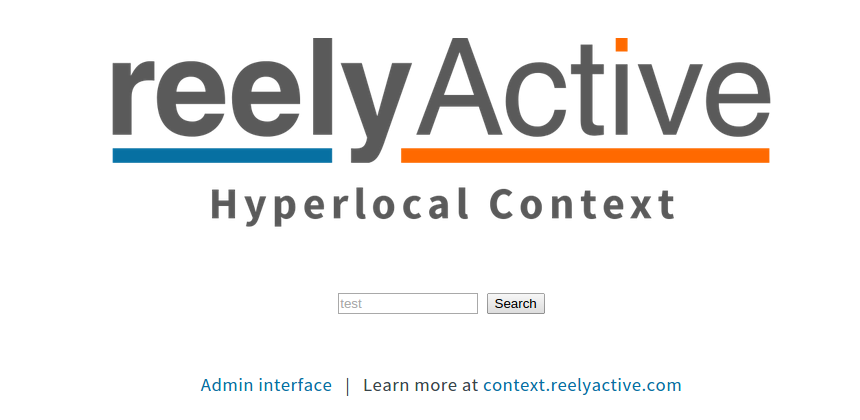 reelyActive
Hyperlocal Context
test Search
Admin interface | Learn more at context.reelyactive.com